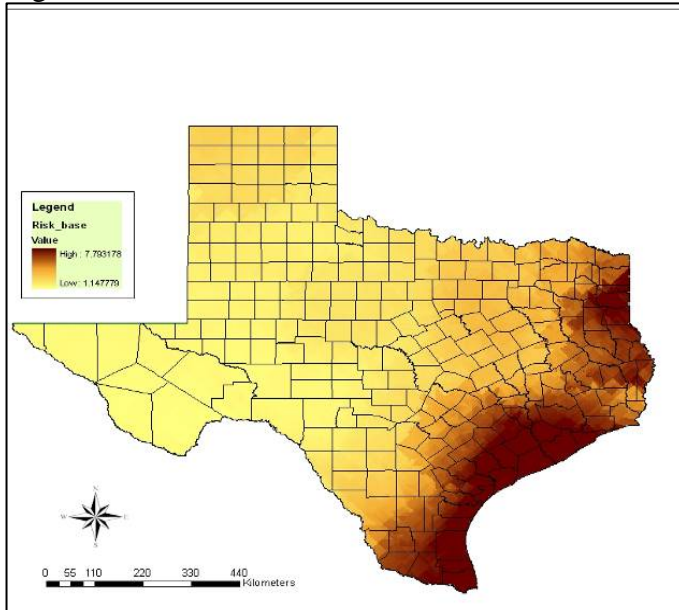 Legend
Risk_base
Value
High : 7.793178
Low : 1.147779
N
W E
S
0 55 110 220 330 440
Kilometers